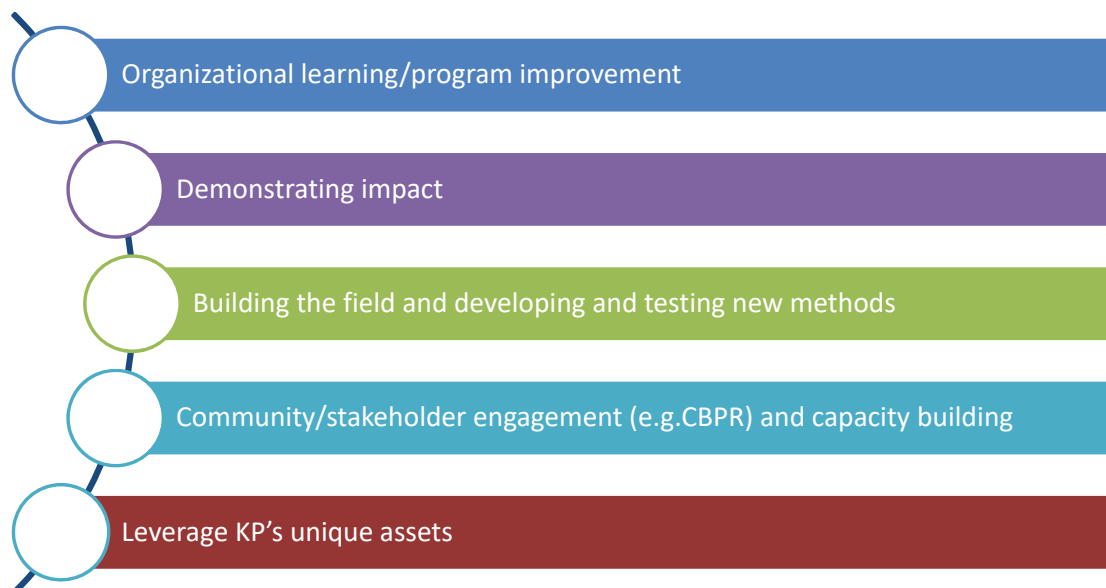 Organizational learning/program improvement
Demonstrating impact
Building the field and developing and testing new methods
Community/stakeholder engagement (e.g.CBPR) and capacity building
Leverage KP’s unique assets